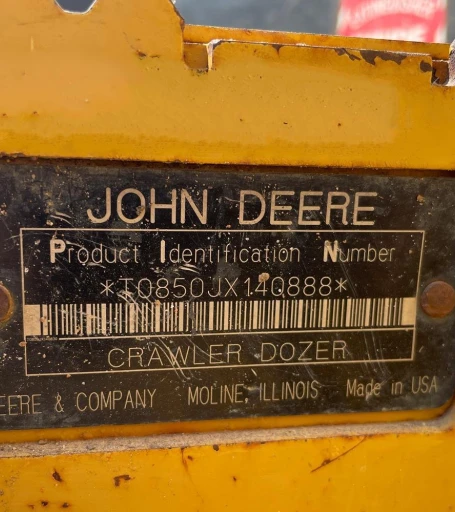 JOHN DEERE
Product Identification Number
*T0850JX140888*
CRAWLER DOZER
EERE & COMPANY MOLINE, ILLINOIS Made in USA